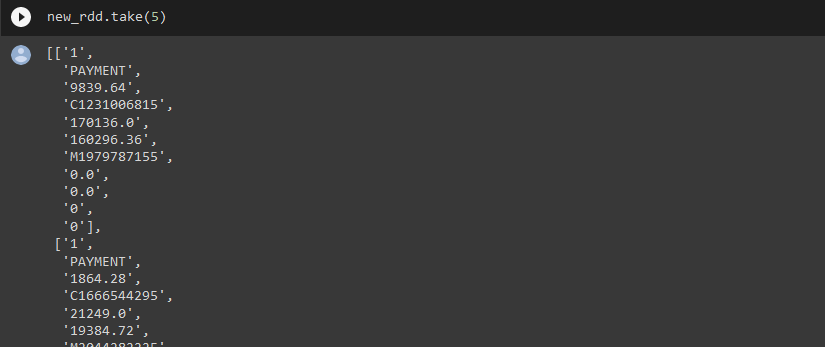 new_rdd.take(5)
[['1',
'PAYMENT',
'9839.64',
'C1231006815',
'170136.0',
'160296.36',
'M1979787155',
'0.0',
'0.0',
'0',
'0'],
['1',
'PAYMENT',
'1864.28',
'C1666544295',
'21249.0',
'19384.72',
'M2044282225',